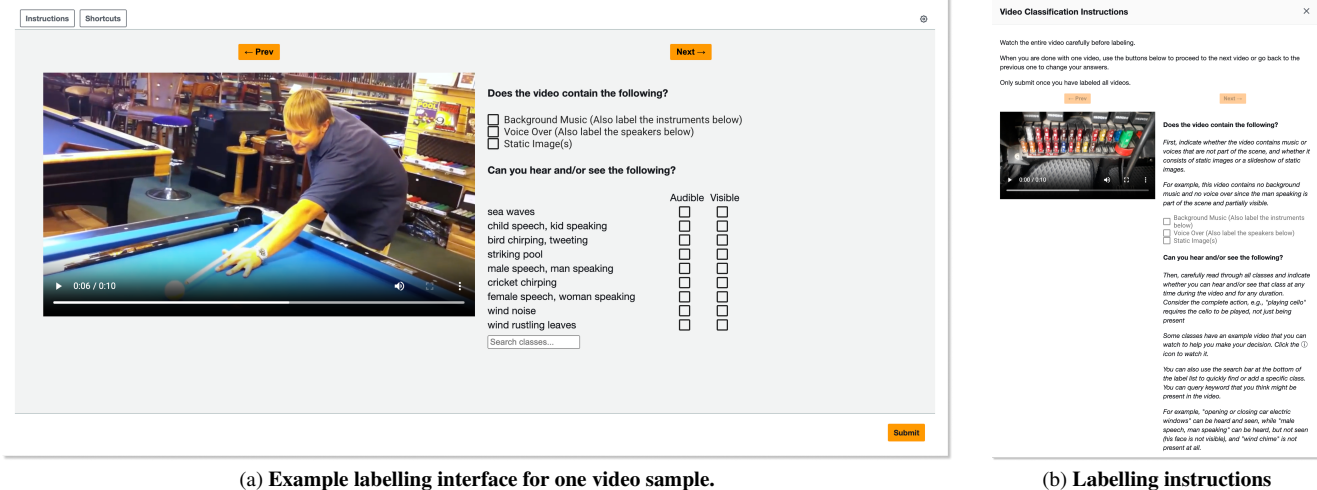 Instructions
Shortcuts
← Prev
Next →
POOL
0:06 / 0:10
Does the video contain the following?
Background Music (Also label the instruments below)
Voice Over (Also label the speakers below)
Static Image(s)
Can you hear and/or see the following?
Audible Visible
sea waves
child speech, kid speaking
bird chirping, tweeting
striking pool
male speech, man speaking
cricket chirping
female speech, woman speaking
wind noise
wind rustling leaves
Search classes...
Submit
(a) Example labelling interface for one video sample.
Video Classification Instructions
Watch the entire video carefully before labeling.
When you are done with one video, use the buttons below to proceed to the next video or go back to the
previous one to change your answers.
Only submit once you have labeled all videos.
← Prev
Next →
0:00 / 0:10
Does the video contain the following?
First, indicate whether the video contains music or
voices that are not part of the scene, and whether it
consists of static images or a slideshow of static
images.
For example, this video contains no background
music and no voice over since the man speaking is
part of the scene and partially visible.
Background Music (Also label the instruments
below)
Voice Over (Also label the speakers below)
Static Image(s)
Can you hear and/or see the following?
Then, carefully read through all classes and indicate
whether you can hear and/or see that class at any
time during the video and for any duration.
Consider the complete action, e.g., "playing cello"
requires the cello to be played, not just being
present
Some classes have an example video that you can
watch to help you make your decision. Click the ⓘ
icon to watch it.
You can also use the search bar at the bottom of
the label list to quickly find or add a specific class.
You can query keyword that you think might be
present in the video.
For example, "opening or closing car electric
windows" can be heard and seen, while "male
speech, man speaking" can be heard, but not seen
(his face is not visible), and "wind chime" is not
present at all.
(b) Labelling instructions